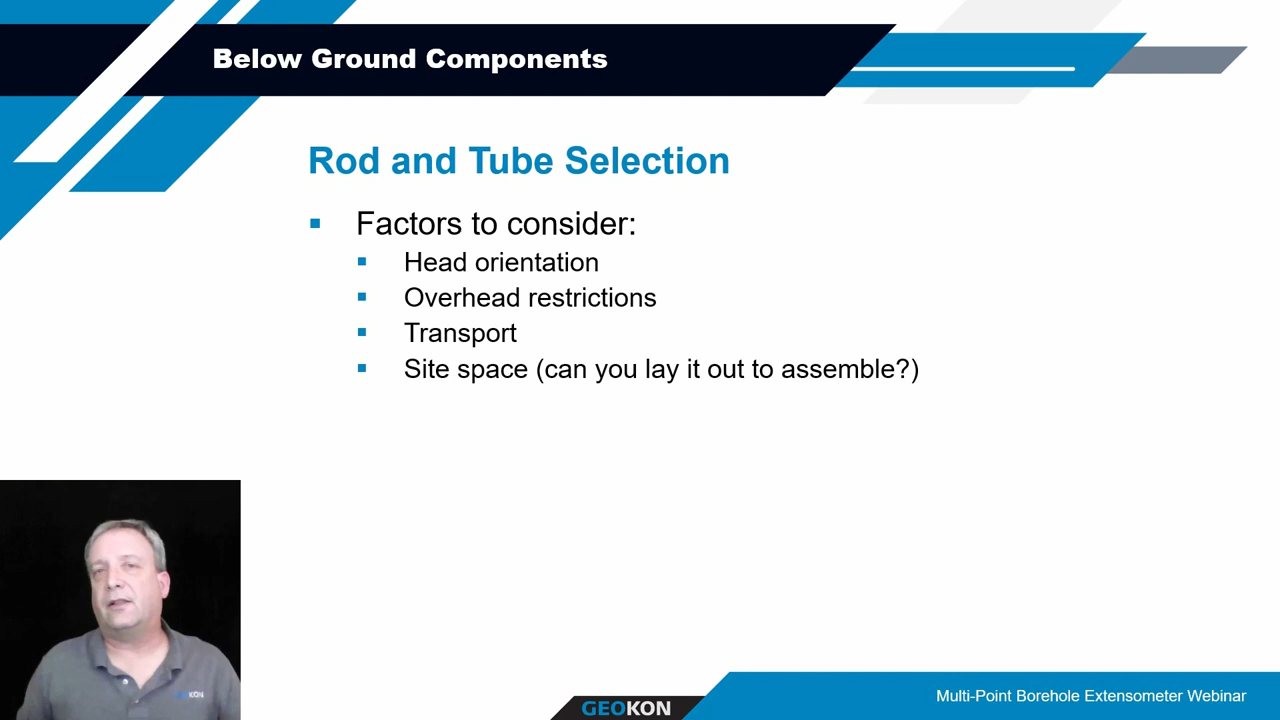 Below Ground Components
Rod and Tube Selection
Factors to consider:
Head orientation
Overhead restrictions
Transport
Site space (can you lay it out to assemble?)
GEOKON
GEOKON
Multi-Point Borehole Extensometer Webinar